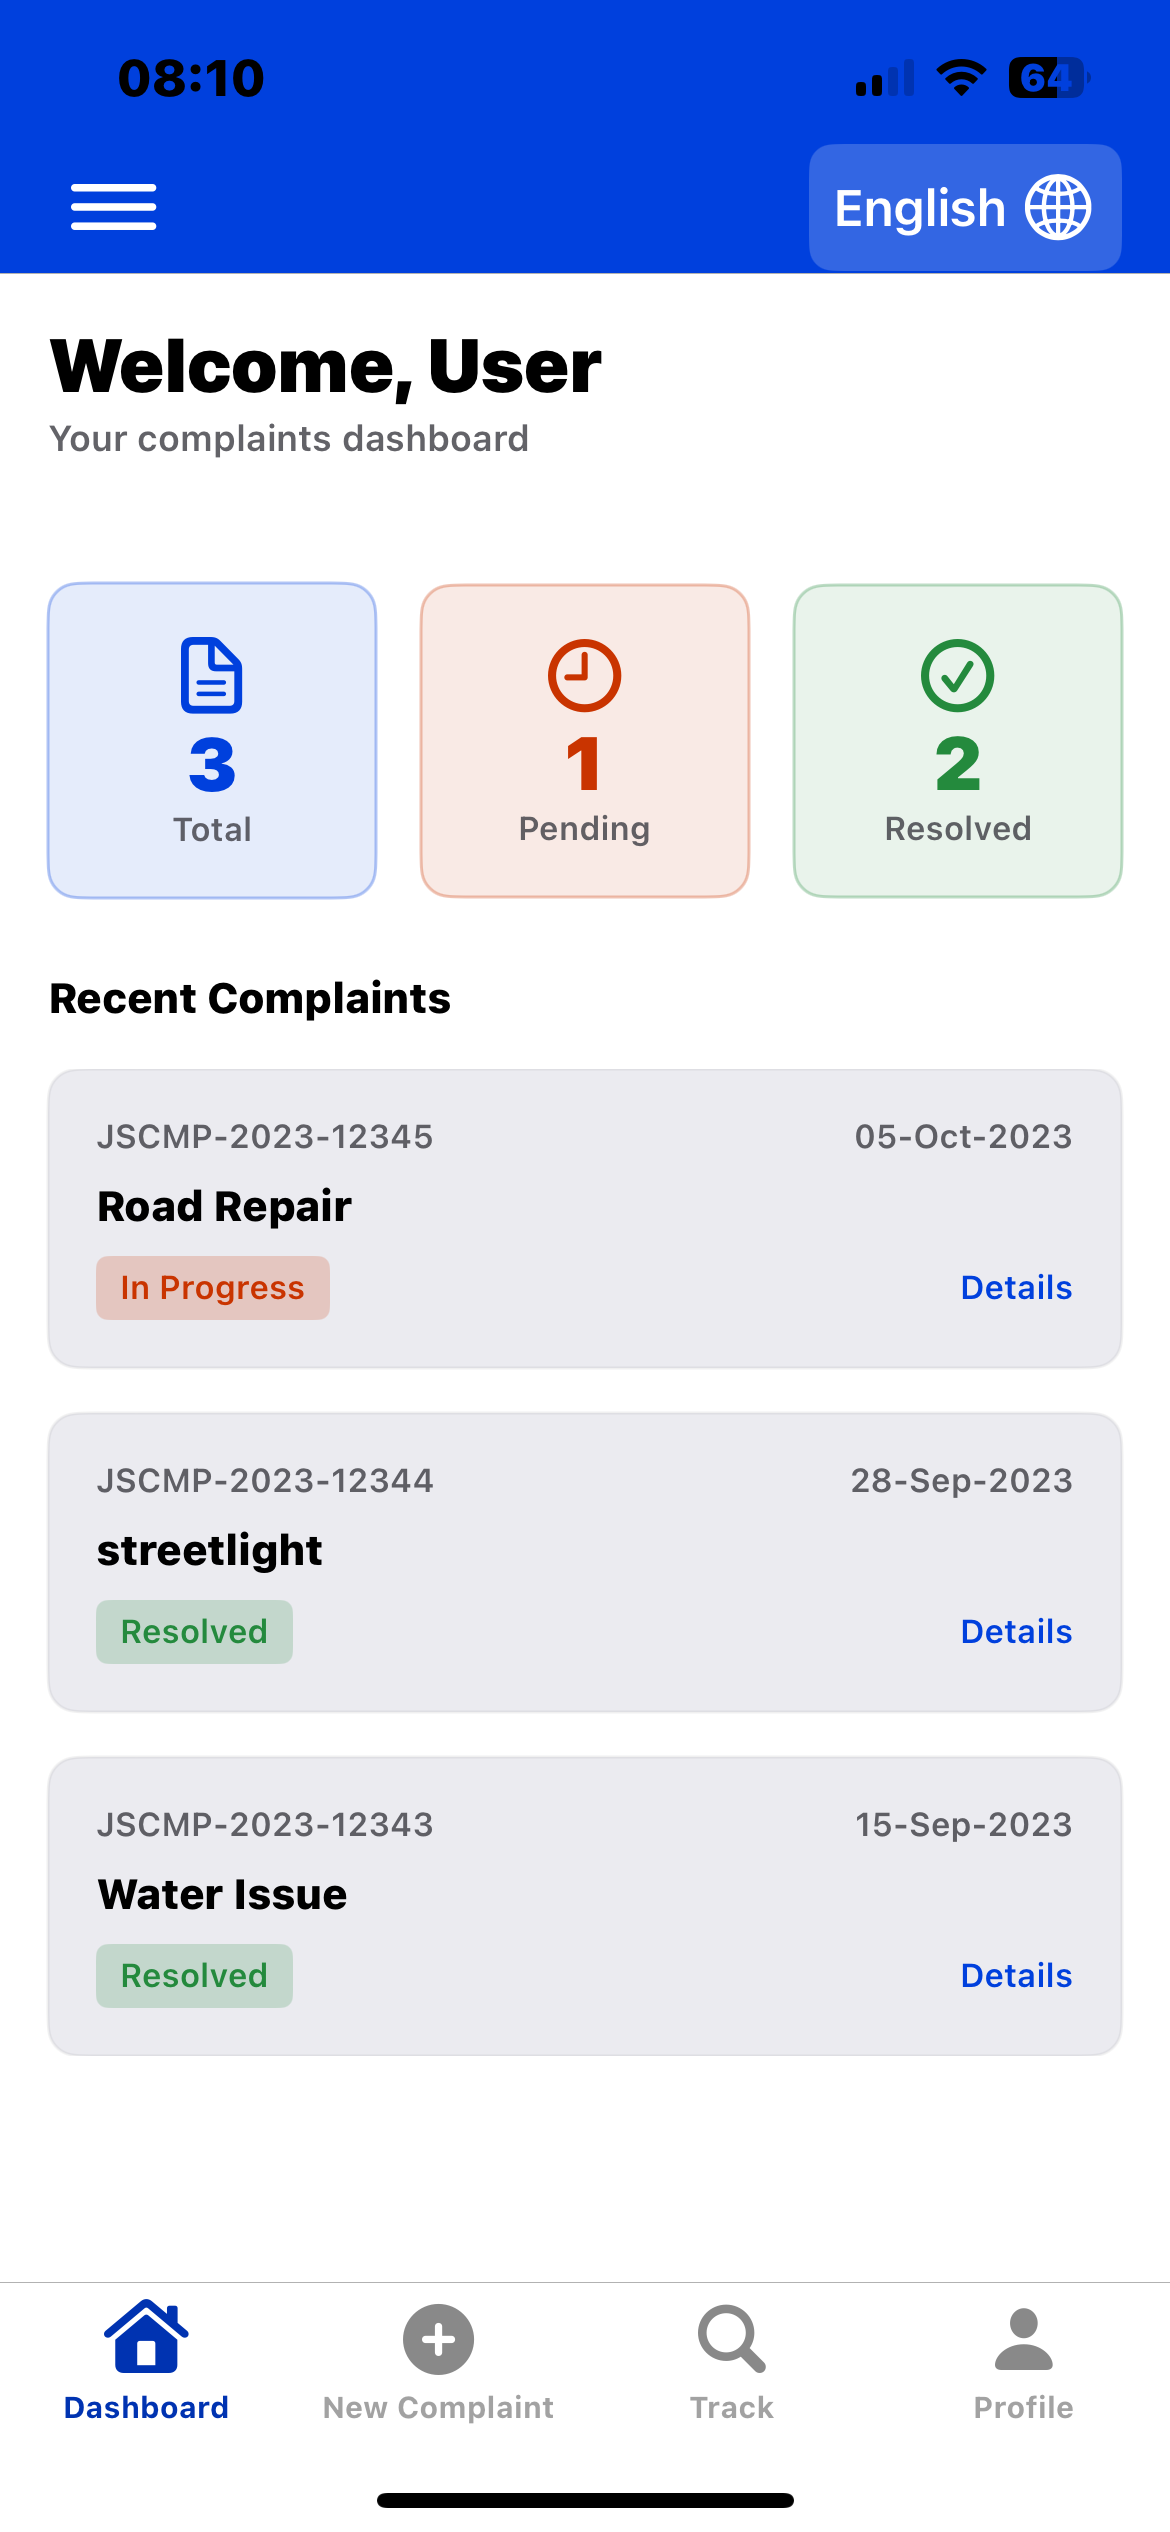 08:10
64
English
Welcome, User
Your complaints dashboard
3
Total
1
Pending
2
Resolved
Recent Complaints
JSCMP-2023-12345 05-Oct-2023
Road Repair
In Progress Details
JSCMP-2023-12344 28-Sep-2023
streetlight
Resolved Details
JSCMP-2023-12343 15-Sep-2023
Water Issue
Resolved Details
Dashboard New Complaint Track Profile